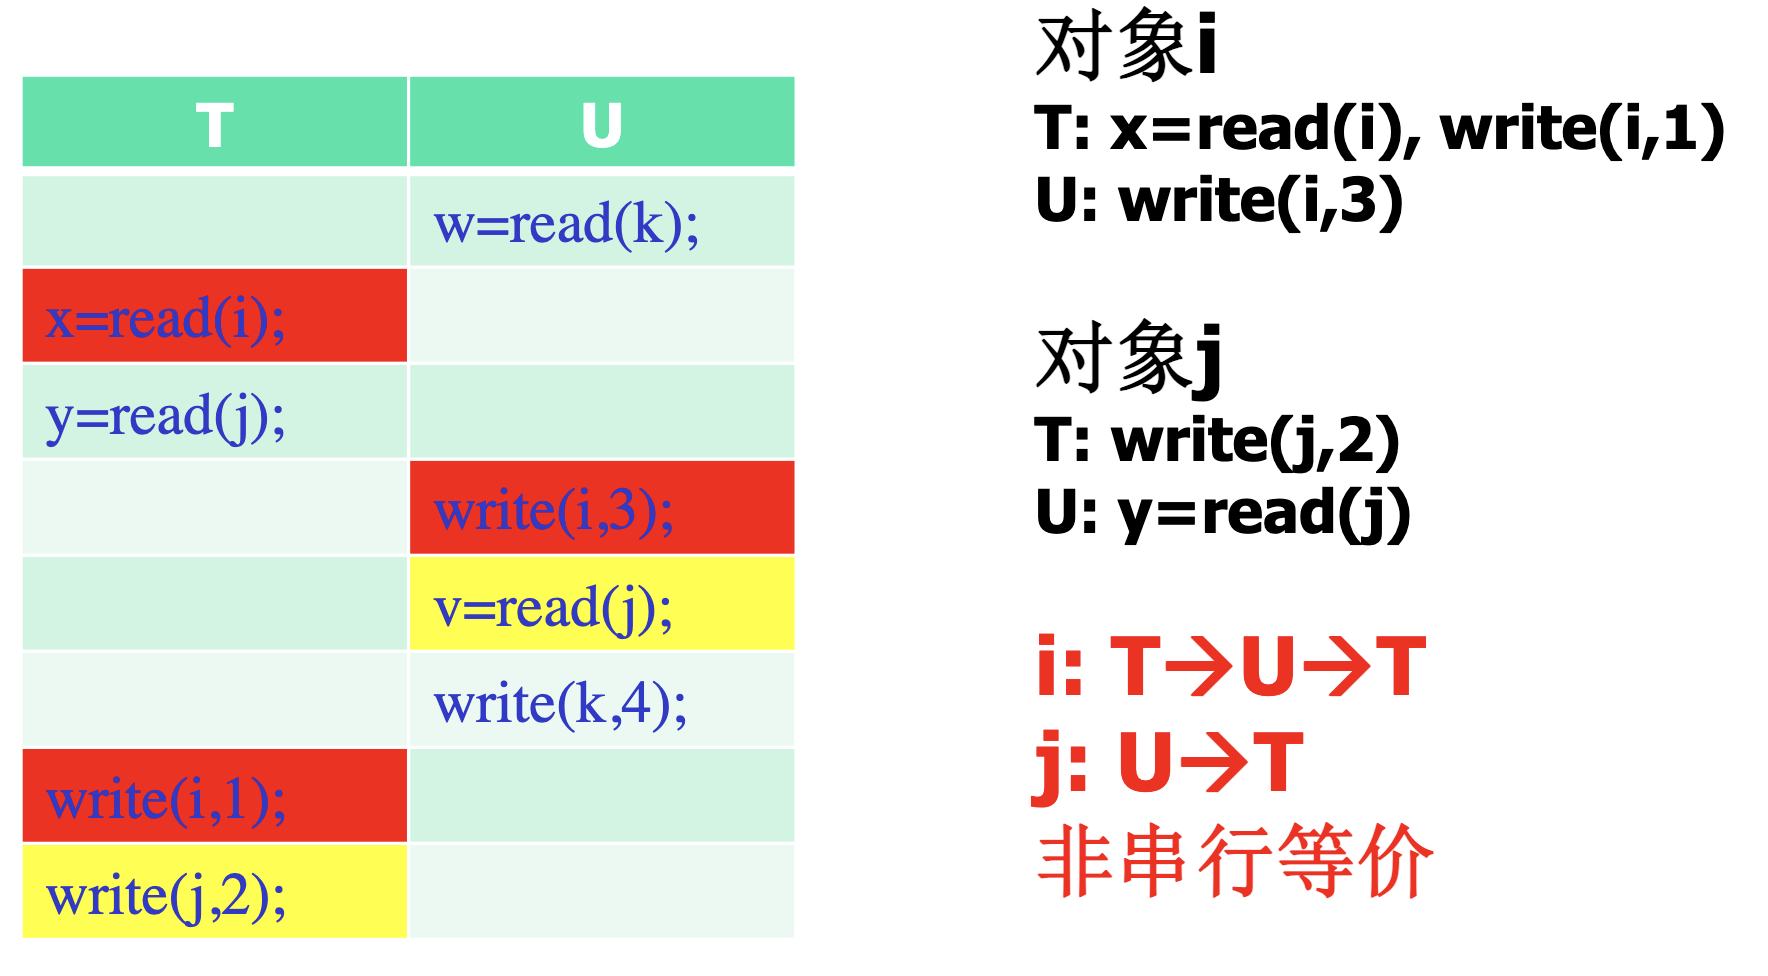 T U
w=read(k);
x=read(i);
y=read(j);
write(i,3);
v=read(j);
write(k,4);
write(i,1);
write(j,2);
对象i
T: x=read(i), write(i,1)
U: write(i,3)
对象j
T: write(j,2)
U: y=read(j)
i: T→U→T
j: U→T
非串行等价